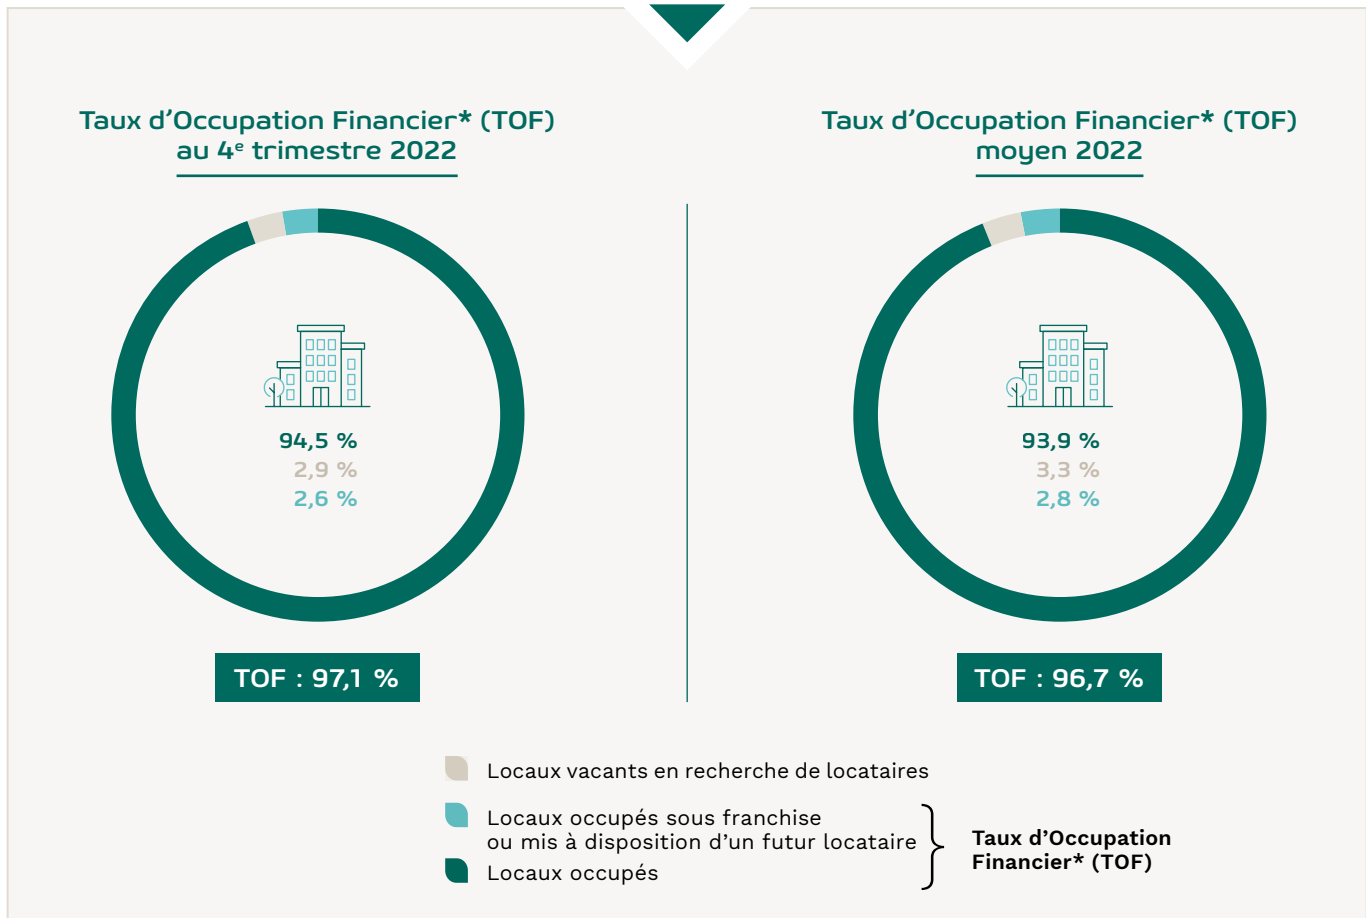 Taux d'Occupation Financier* (TOF)
au 4e trimestre 2022
94,5 %
2,9 %
2,6 %
TOF : 97,1 %
Taux d'Occupation Financier* (TOF)
moyen 2022
93,9 %
3,3 %
2,8 %
TOF : 96,7 %
Locaux vacants en recherche de locataires
Locaux occupés sous franchise
ou mis à disposition d'un futur locataire
Locaux occupés
Taux d'Occupation
Financier* (TOF)